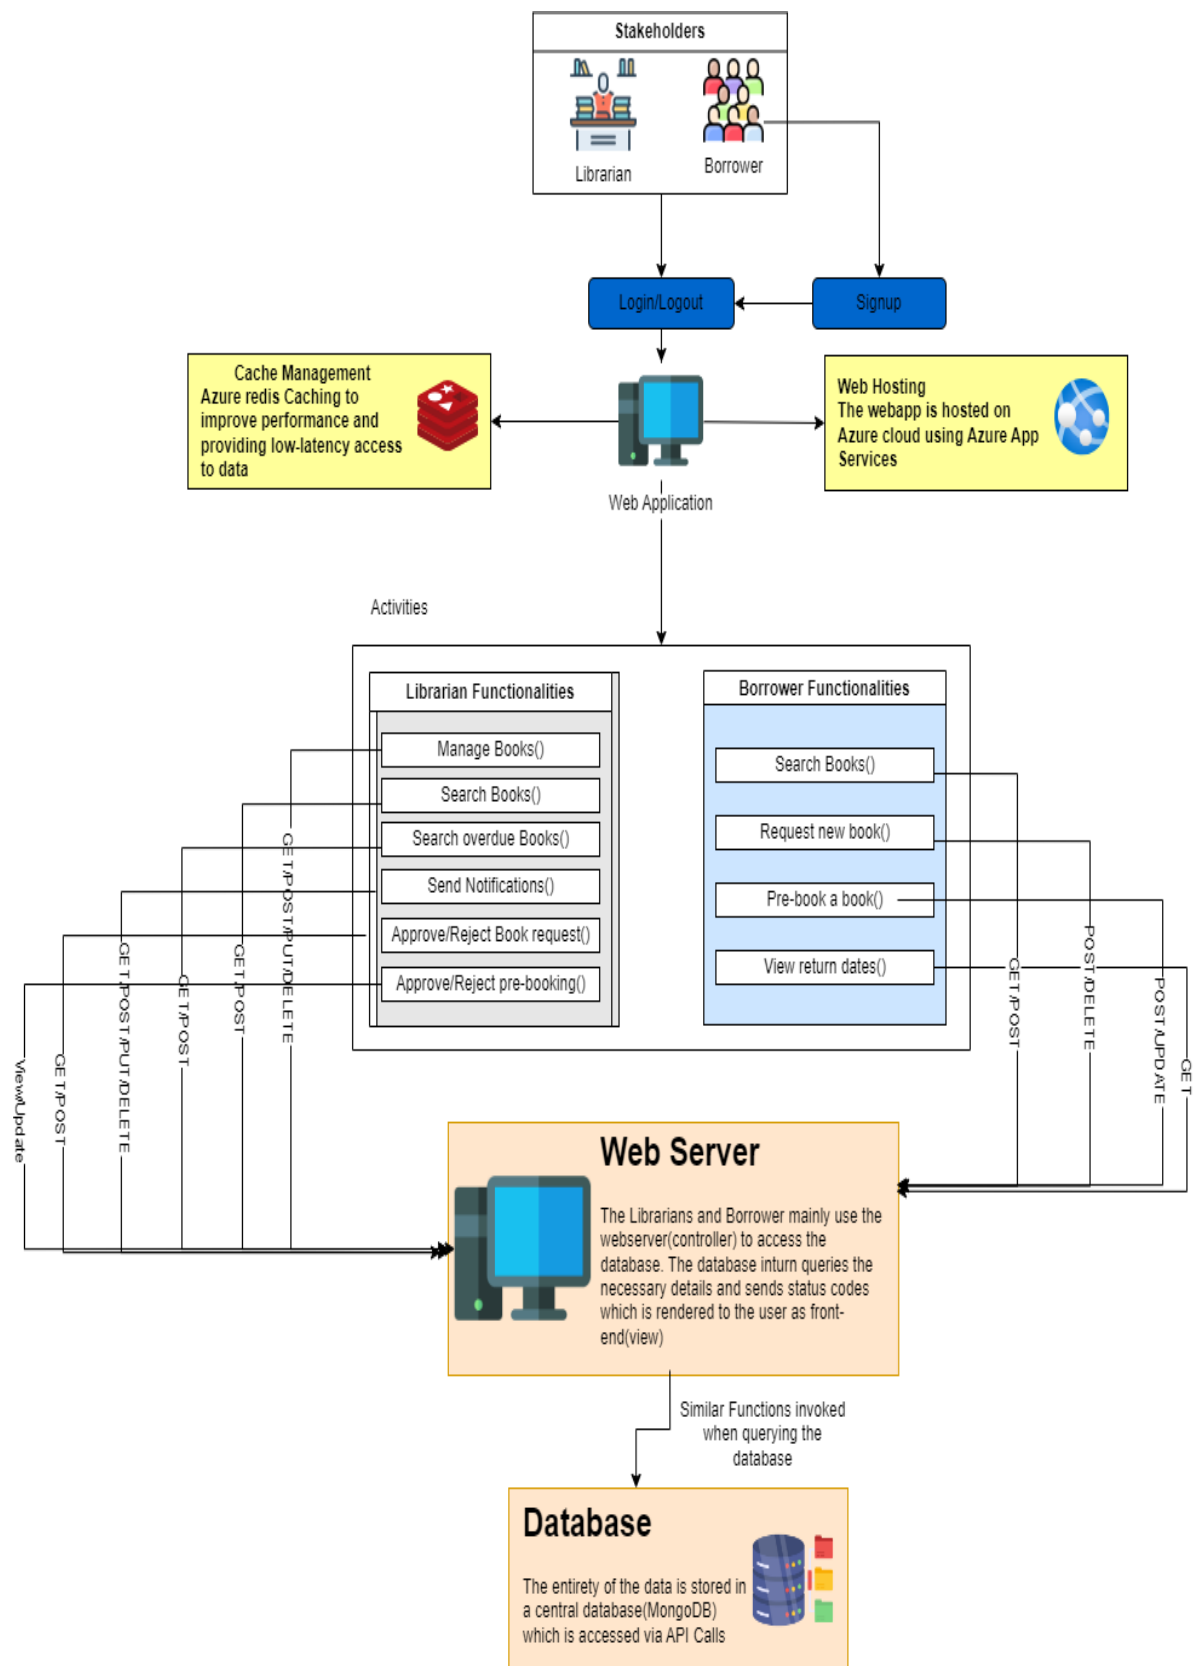 Stakeholders
Librarian
Borrower
Login/Logout
Signup
Cache Management
Azure redis Caching to
improve performance and
providing low-latency access
to data
Web Hosting
The webapp is hosted on
Azure cloud using Azure App
Services
Web Application
Activities
Librarian Functionalities
Manage Books()
Search Books()
Search overdue Books()
Send Notifications()
Approve/Reject Book request()
Approve/Reject pre-booking()
Borrower Functionalities
Search Books()
Request new book()
Pre-book a book()
View return dates()
View/Update
GET/POST
GET/POST/PUT/DELETE
GET/POST
GET/POST
GET/POST/PUT/DELETE
GET/POST
POST/DELETE
POST/UPDATE
GET
Web Server
The Librarians and Borrower mainly use the
webserver(controller) to access the
database. The database inturn queries the
necessary details and sends status codes
which is rendered to the user as front-
end(view)
Similar Functions invoked
when querying the
database
Database
The entirety of the data is stored in
a central database(MongoDB)
which is accessed via API Calls